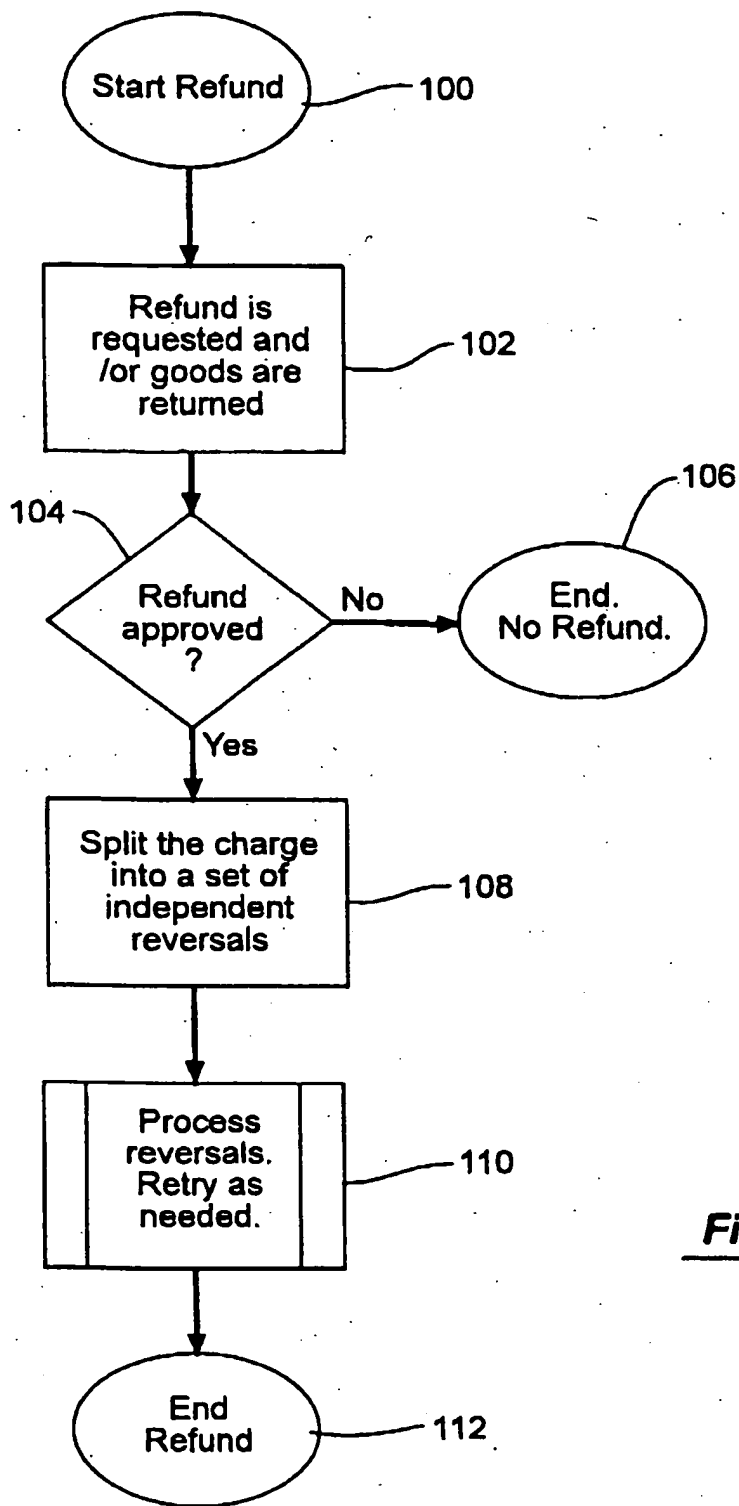 Start Refund
100
Refund is
requested and
/or goods are
returned
102
104
Refund
approved
?
No
106
End.
No Refund.
Yes
Split the charge
into a set of
independent
reversals
108
Process
reversals.
Retry as
needed.
110
Fi
End
Refund
112